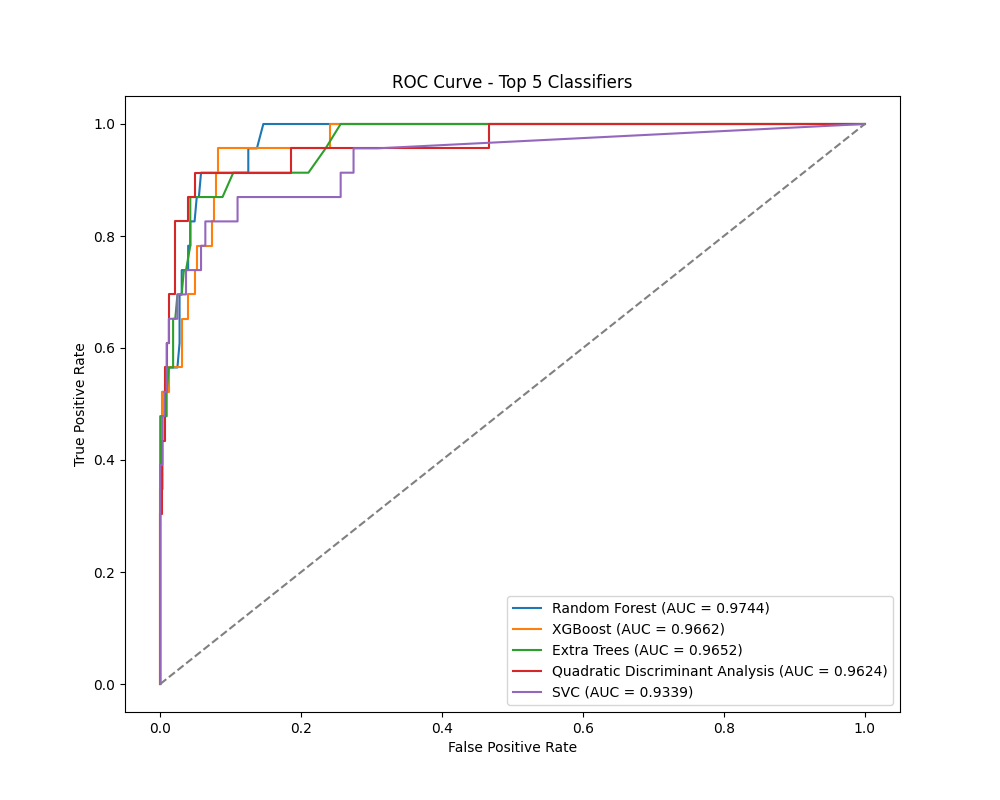 ROC Curve - Top 5 Classifiers
True Positive Rate
1.0
0.8
0.6
0.4
0.2
0.0
Random Forest (AUC = 0.9744)
XGBoost (AUC = 0.9662)
Extra Trees (AUC = 0.9652)
Quadratic Discriminant Analysis (AUC = 0.9624)
SVC (AUC = 0.9339)
0.0 0.2 0.4 0.6 0.8 1.0
False Positive Rate